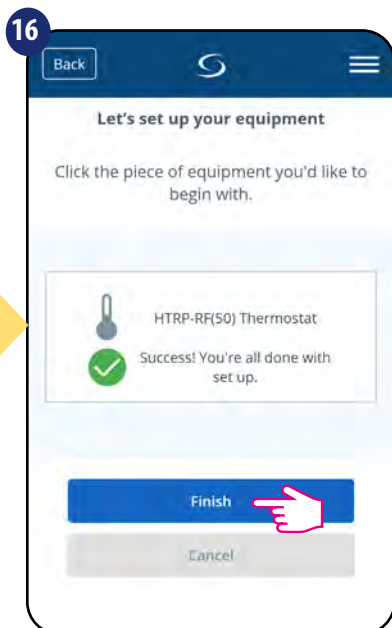 16
Back
Let's set up your equipment
Click the piece of equipment you'd like to
begin with.
HTRP-RF(50) Thermostat
Success! You're all done with
set up.
Finish
Cancel